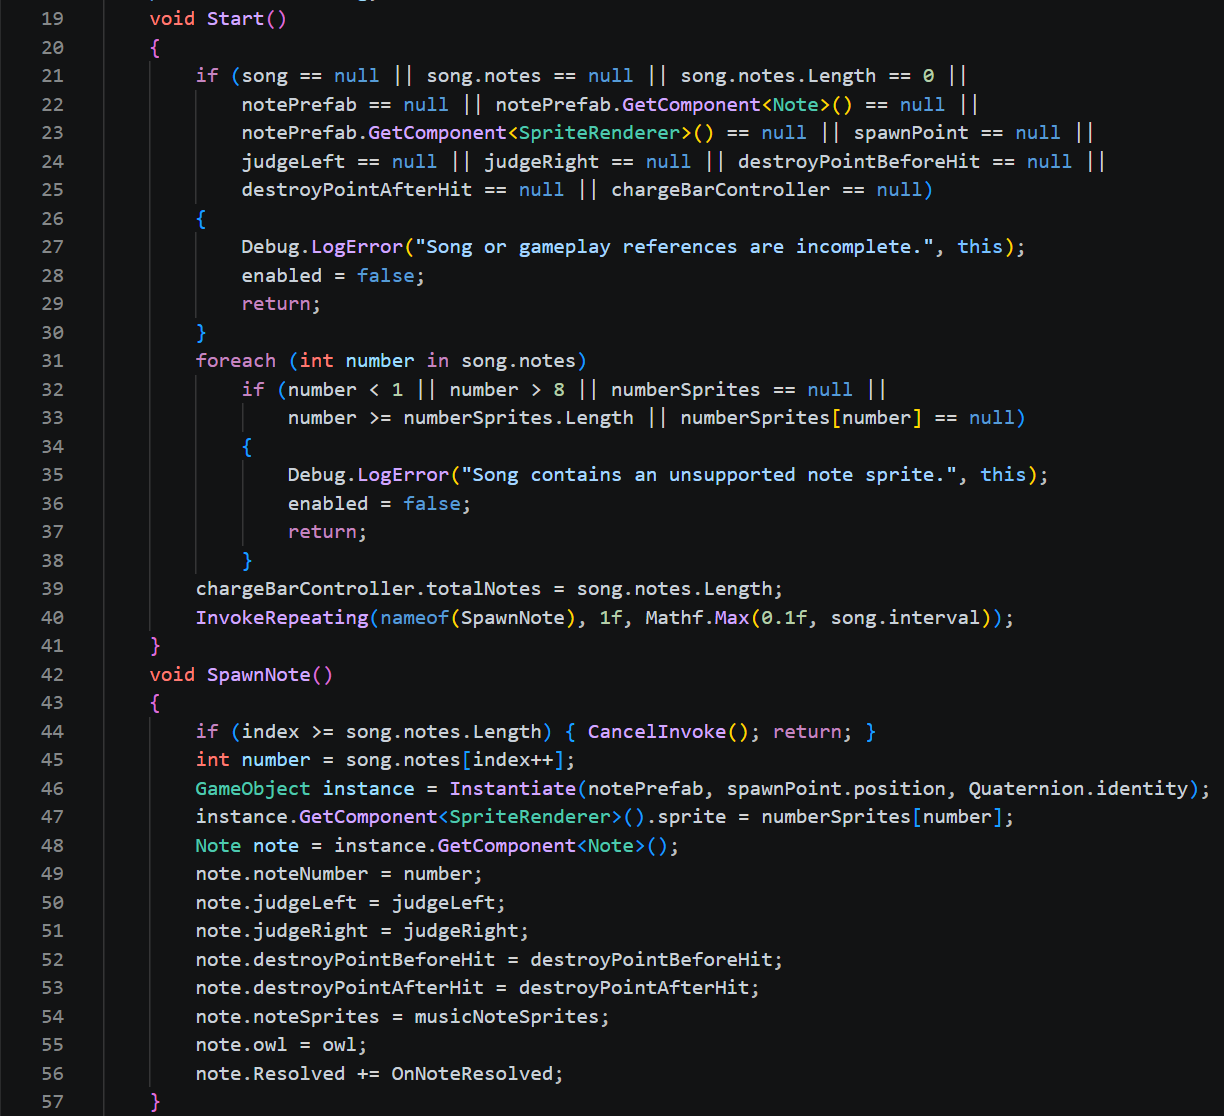 19 void Start()
20 {
21 if (song == null || song.notes == null || song.notes.Length == 0 ||
22 notePrefab == null || notePrefab.GetComponent<Note>() == null ||
23 notePrefab.GetComponent<SpriteRenderer>() == null || spawnPoint == null ||
24 judgeLeft == null || judgeRight == null || destroyPointBeforeHit == null ||
25 destroyPointAfterHit == null || chargeBarController == null)
26 {
27 Debug.LogError("Song or gameplay references are incomplete.", this);
28 enabled = false;
29 return;
30 }
31 foreach (int number in song.notes)
32 if (number < 1 || number > 8 || numberSprites == null ||
33 number >= numberSprites.Length || numberSprites[number] == null)
34 {
35 Debug.LogError("Song contains an unsupported note sprite.", this);
36 enabled = false;
37 return;
38 }
39 chargeBarController.totalNotes = song.notes.Length;
40 InvokeRepeating(nameof(SpawnNote), 1f, Mathf.Max(0.1f, song.interval));
41 }
42 void SpawnNote()
43 {
44 if (index >= song.notes.Length) { CancelInvoke(); return; }
45 int number = song.notes[index++];
46 GameObject instance = Instantiate(notePrefab, spawnPoint.position, Quaternion.identity);
47 instance.GetComponent<SpriteRenderer>().sprite = numberSprites[number];
48 Note note = instance.GetComponent<Note>();
49 note.noteNumber = number;
50 note.judgeLeft = judgeLeft;
51 note.judgeRight = judgeRight;
52 note.destroyPointBeforeHit = destroyPointBeforeHit;
53 note.destroyPointAfterHit = destroyPointAfterHit;
54 note.noteSprites = musicNoteSprites;
55 note.owl = owl;
56 note.Resolved += OnNoteResolved;
57 }